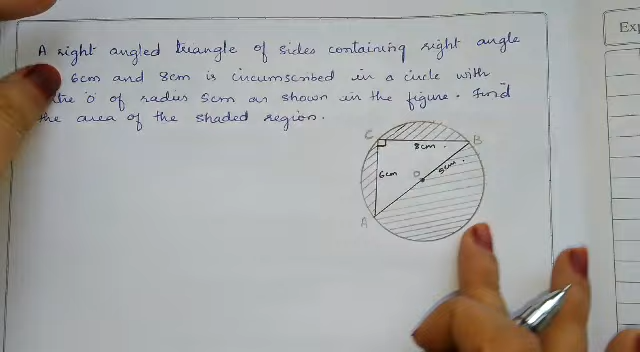 A right angled triangle of sides containing right angle
6cm and 8cm is circumscribed in a circle with
'O' of radius 5cm as shown in the figure. Find
the area of the shaded region.
C
B
8cm.
5cm.
6cm
O
A
Exp